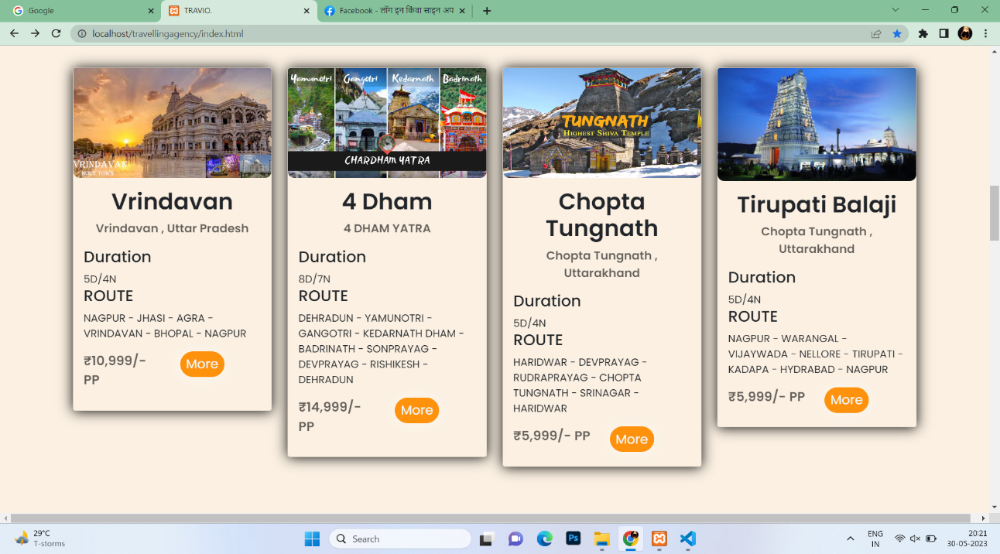 Google
TRAVIO.
Facebook - लॉग इन किंवा साइन अप
localhost/travellingagency/index.html
VRINDAVAN
HOLY TOWN
Vrindavan
Vrindavan , Uttar Pradesh
Duration
5D/4N
ROUTE
NAGPUR - JHASI - AGRA -
VRINDAVAN - BHOPAL - NAGPUR
₹10,999/-
PP
More
Yamunotri Gangotri Kedarnath Badrinath
CHARDHAM YATRA
4 Dham
4 DHAM YATRA
Duration
8D/7N
ROUTE
DEHRADUN - YAMUNOTRI -
GANGOTRI - KEDARNATH DHAM -
BADRINATH - SONPRAYAG -
DEVPRAYAG - RISHIKESH -
DEHRADUN
₹14,999/-
PP
More
TUNGNATH
HIGHEST SHIVA TEMPLE
Chopta
Tungnath
Chopta Tungnath ,
Uttarakhand
Duration
5D/4N
ROUTE
HARIDWAR - DEVPRAYAG -
RUDRAPRAYAG - CHOPTA
TUNGNATH - SRINAGAR -
HARIDWAR
₹5,999/- PP
More
Tirupati Balaji
Chopta Tungnath ,
Uttarakhand
Duration
5D/4N
ROUTE
NAGPUR - WARANGAL -
VIJAYWADA - NELLORE - TIRUPATI -
KADAPA - HYDRABAD - NAGPUR
₹5,999/- PP
More
29°C
T-storms
Search
Ps
ENG
IN
20:21
30-05-2023